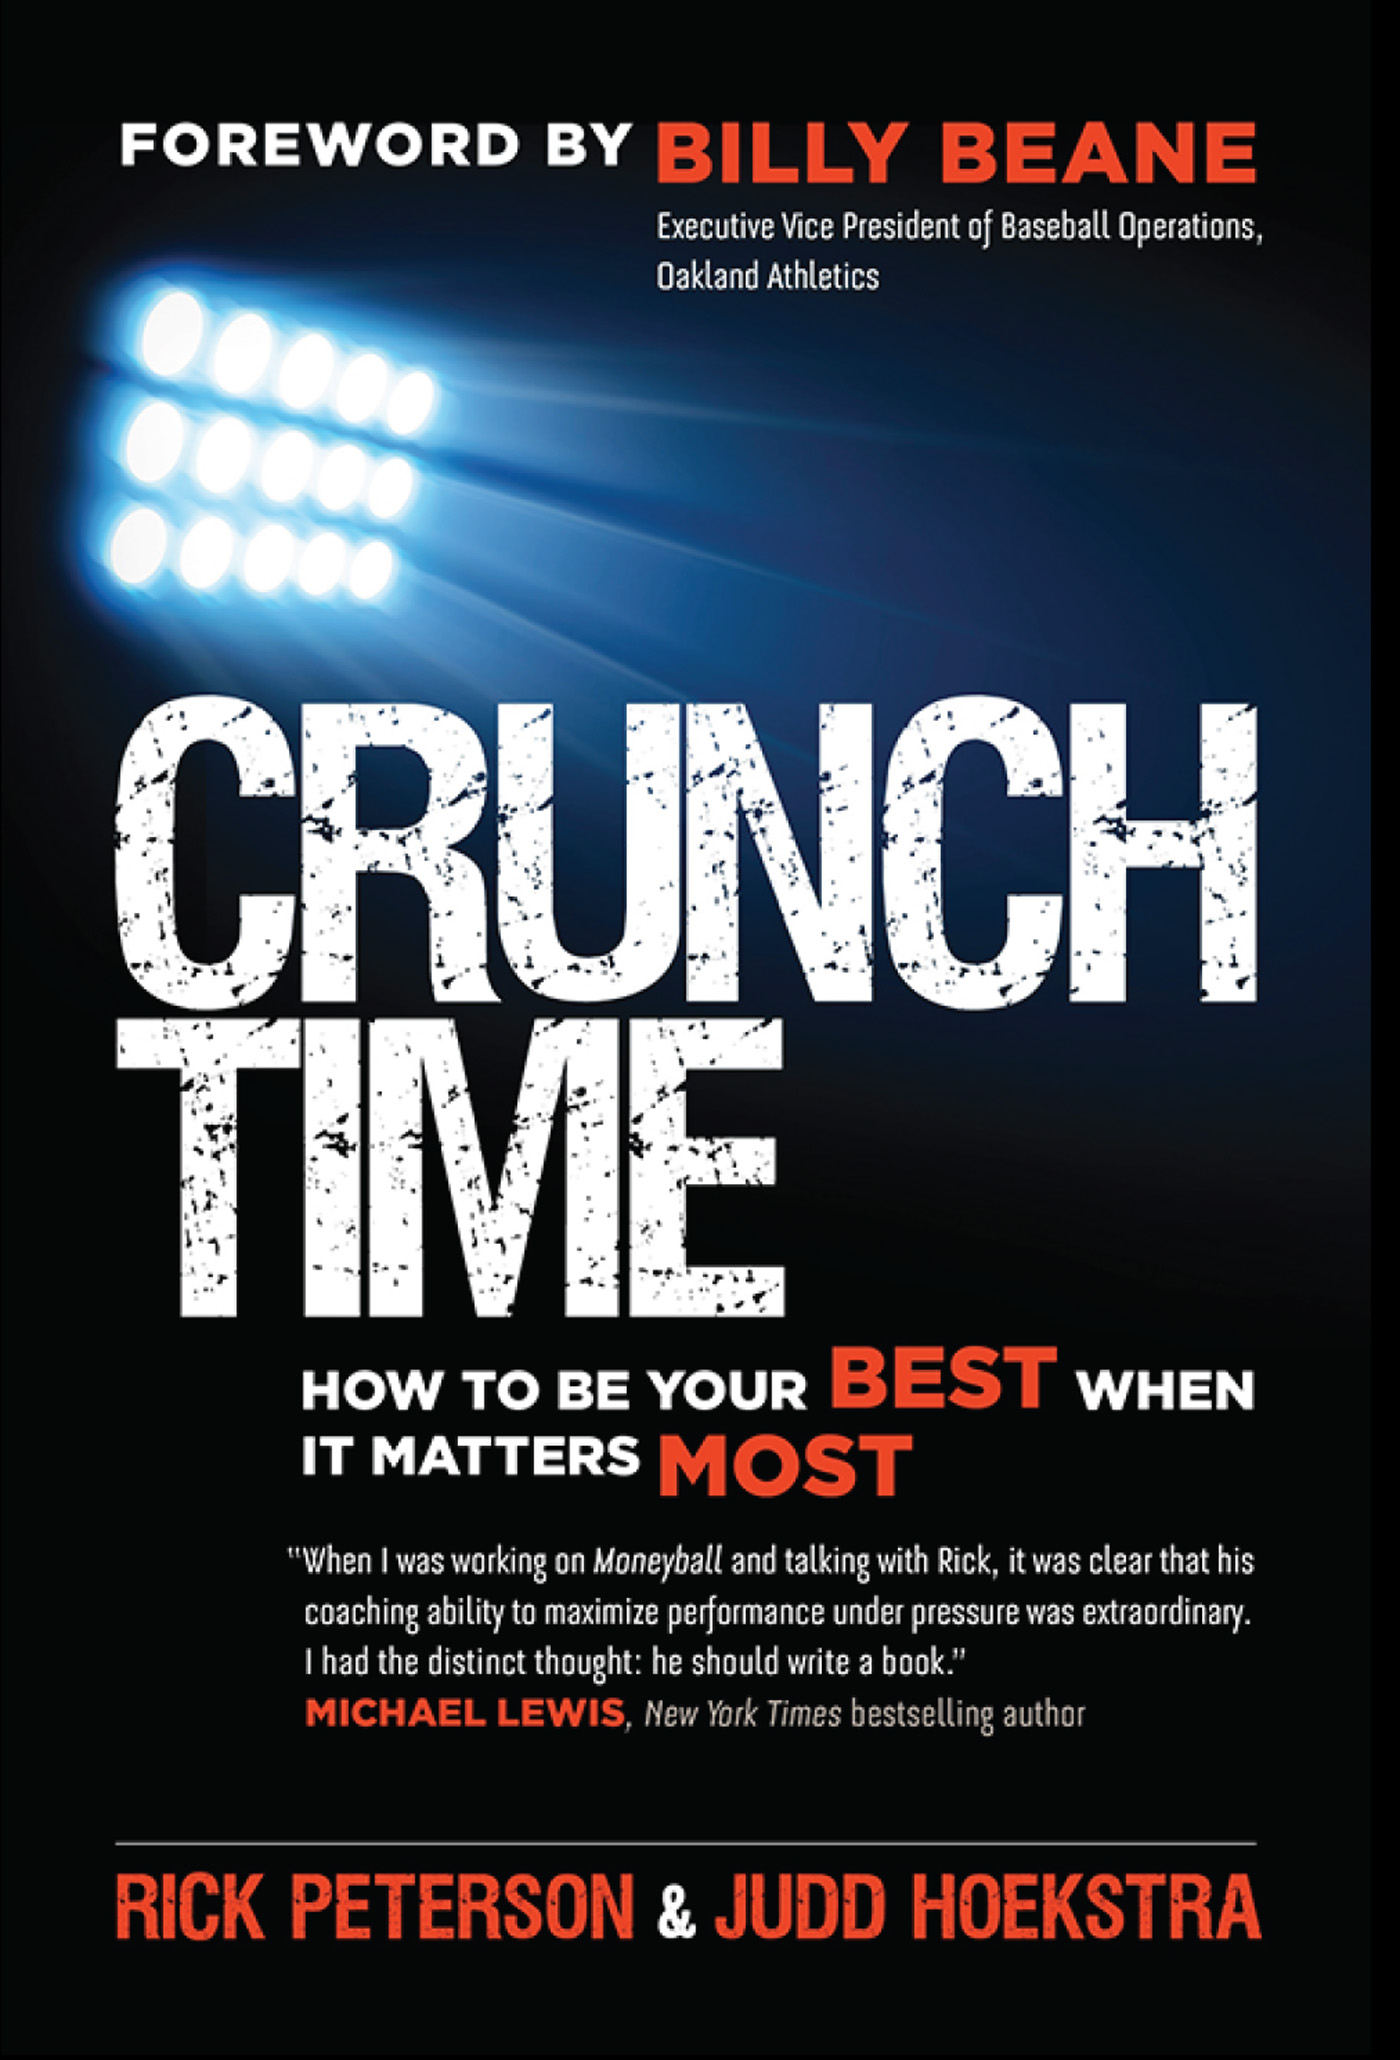 FOREWORD BY BILLY BEANE
Executive Vice President of Baseball Operations,
Oakland Athletics
CRUNCH
TIME
HOW TO BE YOUR BEST WHEN
IT MATTERS MOST
“When I was working on Moneyball and talking with Rick, it was clear that his
coaching ability to maximize performance under pressure was extraordinary.
I had the distinct thought: he should write a book.”
MICHAEL LEWIS, New York Times bestselling author
RICK PETERSON & JUDD HOEKSTRA